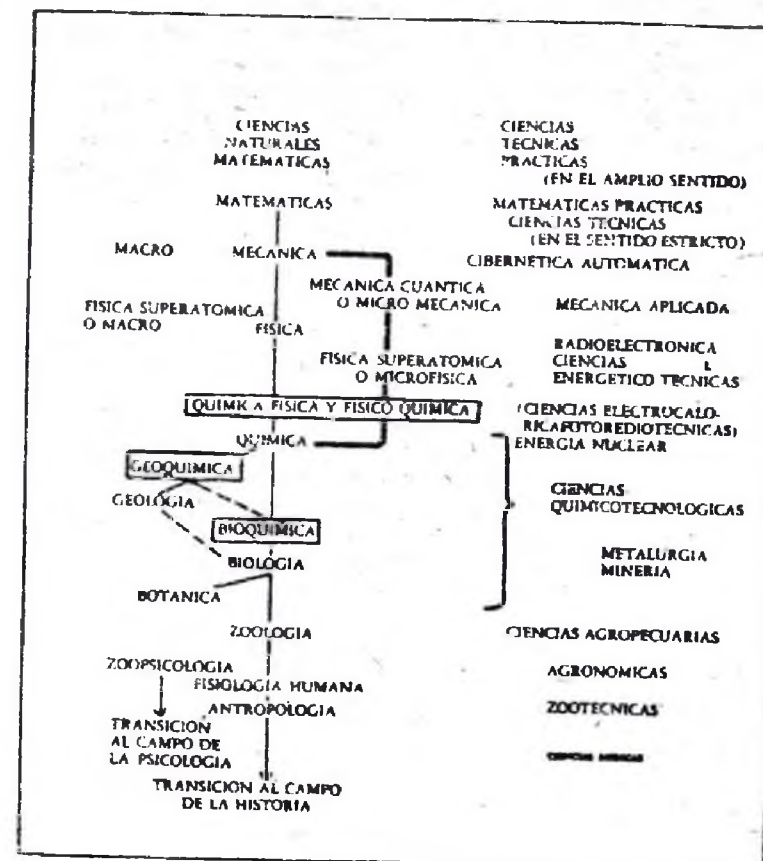 CIENCIAS
NATURALES
MATEMATICAS
MATEMATICAS
MACRO MECANICA
MECANICA CUANTICA
O MICRO MECANICA
FISICA SUPERATOMICA
O MACRO
FISICA
FISICA SUPERATOMICA
O MICROFISICA
QUIMICA FISICA Y FISICO QUIMICA
QUIMICA
GEOQUIMICA
GEOLOGIA
BIOQUIMICA
BIOLOGIA
BOTANICA
ZOOLOGIA
ZOOPSICOLOGIA
FISIOLOGIA HUMANA
ANTROPOLOGIA
TRANSICION
AL CAMPO DE
LA PSICOLOGIA
TRANSICION AL CAMPO
DE LA HISTORIA
CIENCIAS
TECNICAS
PRACTICAS
(EN EL AMPLIO SENTIDO)
MATEMATICAS PRACTICAS
CIENCIAS TECNICAS
(EN EL SENTIDO ESTRICTO)
CIBERNETICA AUTOMATICA
MECANICA APLICADA
RADIOELECTRONICA
CIENCIAS
ENERGETICO TECNICAS
(CIENCIAS ELECTROCALO-
RICAFOTOREDIOTECNICAS)
ENERGIA NUCLEAR
CIENCIAS
QUIMICOTECNOLOGICAS
METALURGIA
MINERIA
CIENCIAS AGROPECUARIAS
AGRONOMICAS
ZOOTECNICAS
CIENCIAS MEDICAS